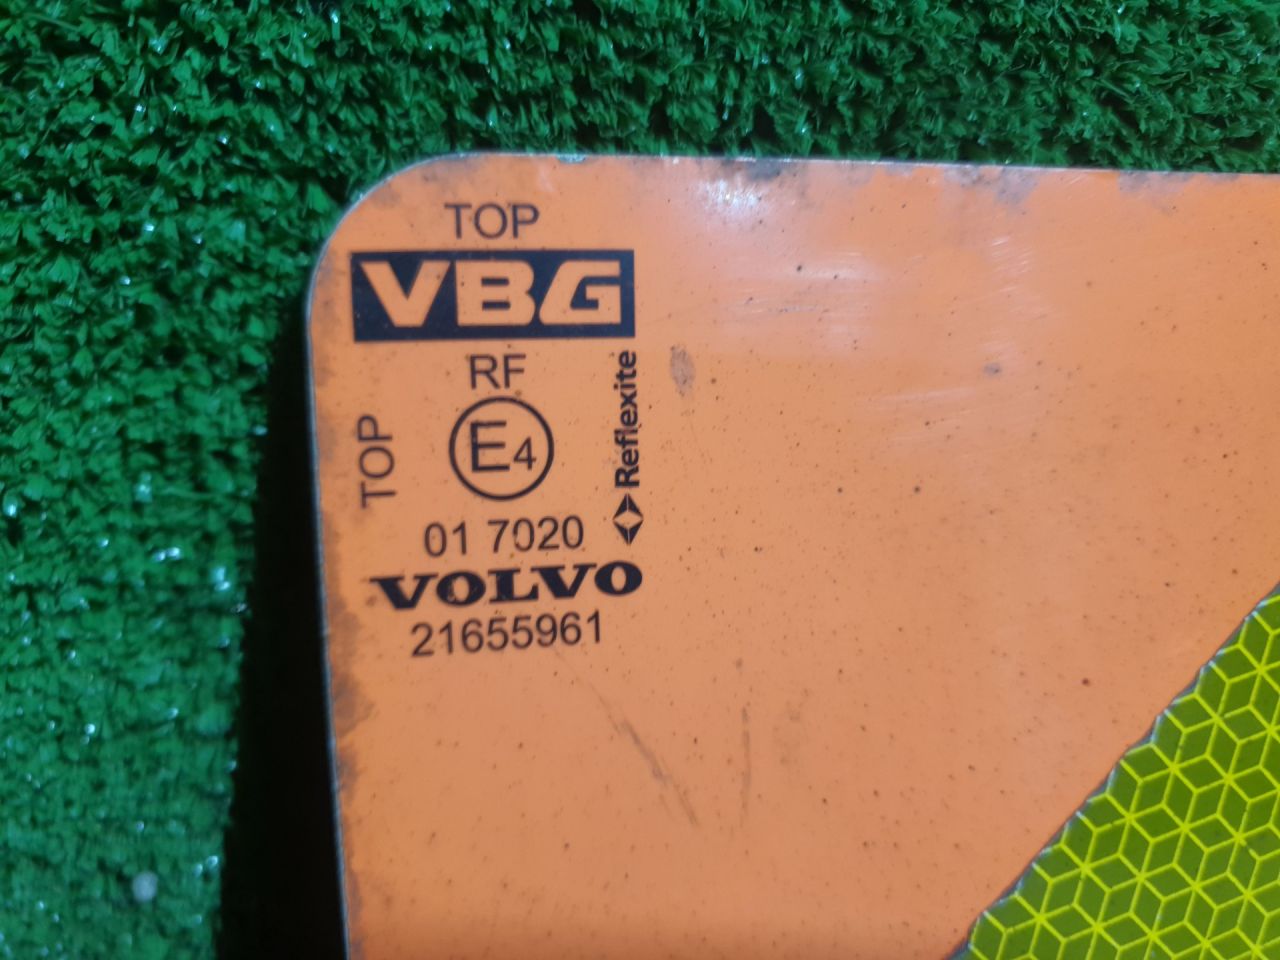 TOP
VBG
RF
TOP
E4
Reflexite
01 7020
VOLVO
21655961